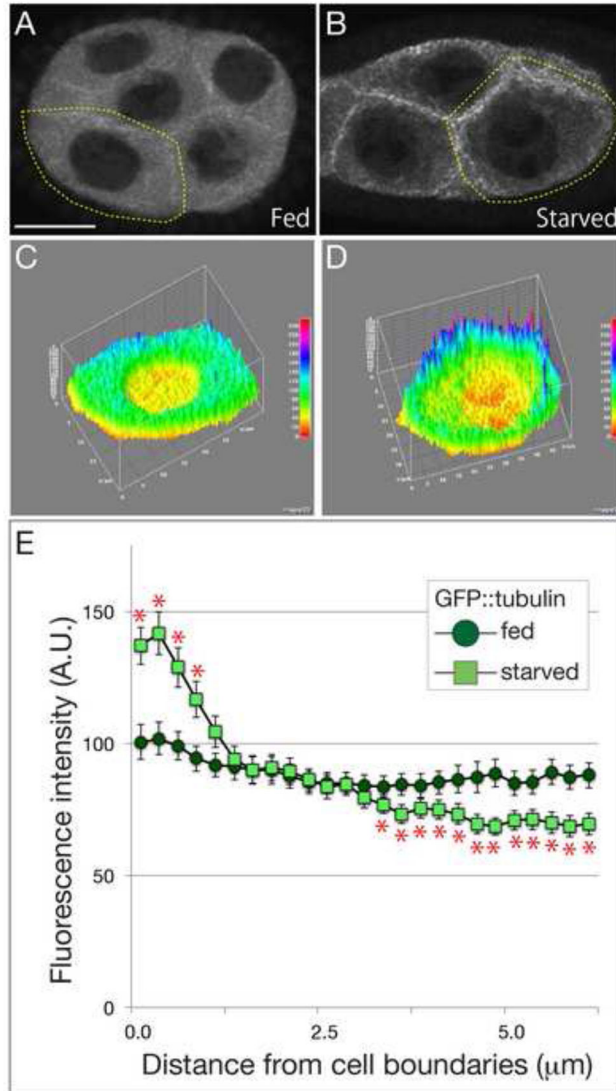 A
Fed
B
Starved
C
D
E
Fluorescence intensity (A.U.)
150
100
50
GFP::tubulin
fed
starved
* * * *
* * * * * * * * * * * *
0.0 2.5 5.0
Distance from cell boundaries (μm)